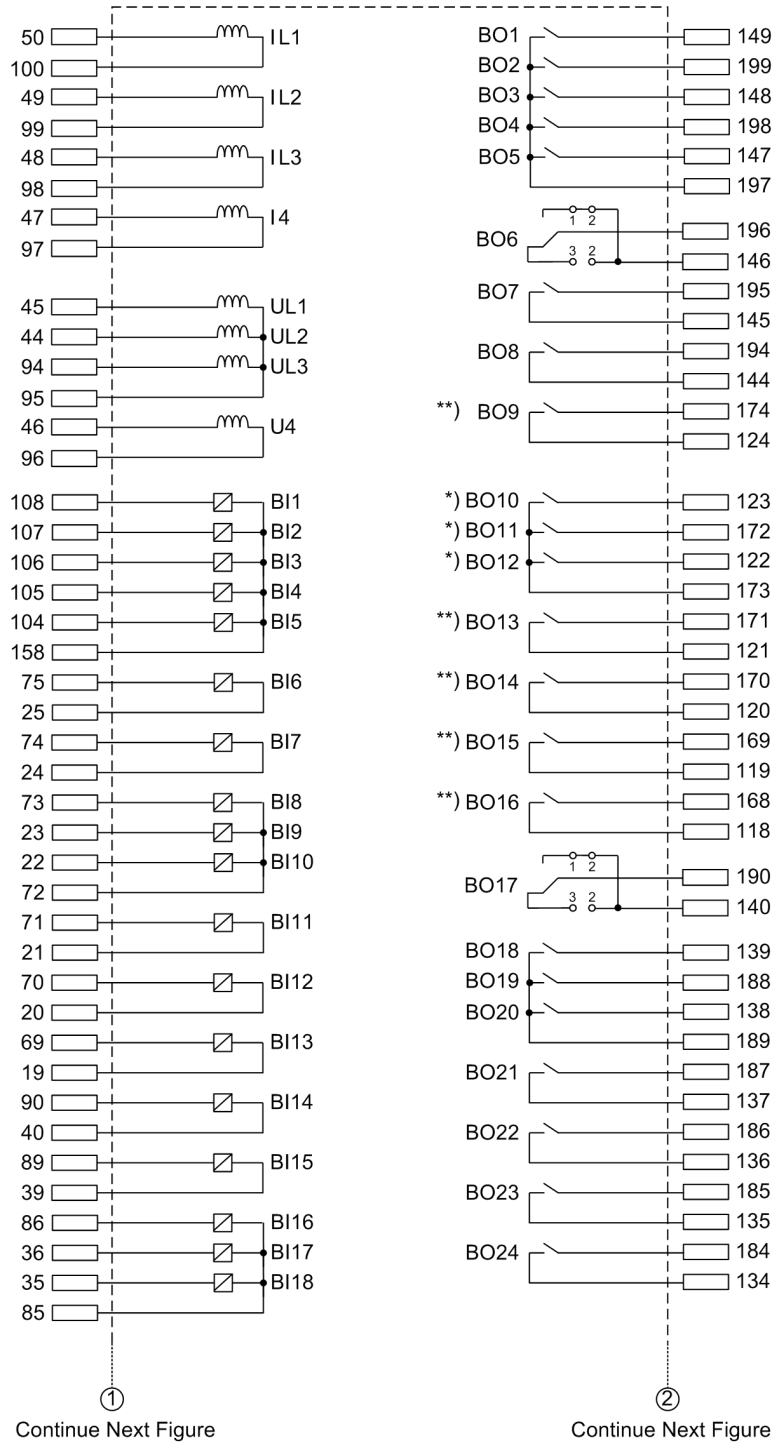 50 IL1
100
49 IL2
99
48 IL3
98
47 I4
97
45 UL1
44 UL2
94 UL3
95
46 U4
96
108 BI1
107 BI2
106 BI3
105 BI4
104 BI5
158
75 BI6
25
74 BI7
24
73 BI8
23 BI9
22 BI10
72
71 BI11
21
70 BI12
20
69 BI13
19
90 BI14
40
89 BI15
39
86 BI16
36 BI17
35 BI18
85
1
Continue Next Figure
BO1 149
BO2 199
BO3 148
BO4 198
BO5 147
197
1 2
BO6 196
3 2
146
BO7 195
145
BO8 194
144
**) BO9 174
124
*) BO10 123
*) BO11 172
*) BO12 122
173
**) BO13 171
121
**) BO14 170
120
**) BO15 169
119
**) BO16 168
118
1 2
BO17 190
3 2
140
BO18 139
BO19 188
BO20 138
189
BO21 187
137
BO22 186
136
BO23 185
135
BO24 184
134
2
Continue Next Figure